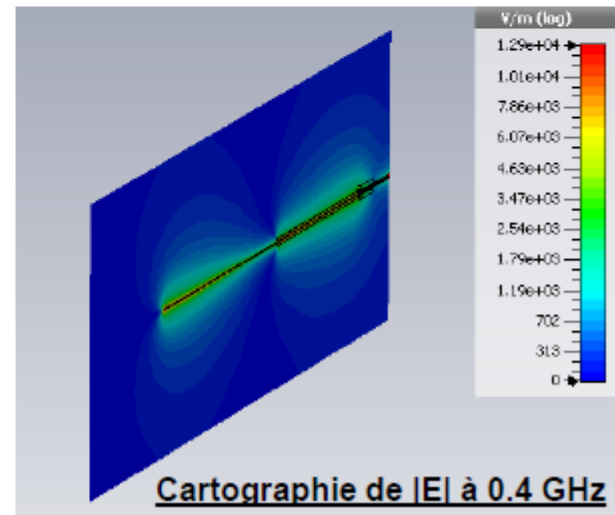 V/m (log)
1.29e+04
1.01e+04
7.86e+03
6.07e+03
4.63e+03
3.47e+03
2.54e+03
1.79e+03
1.19e+03
702
313
0
Cartographie de |E| à 0.4 GHz